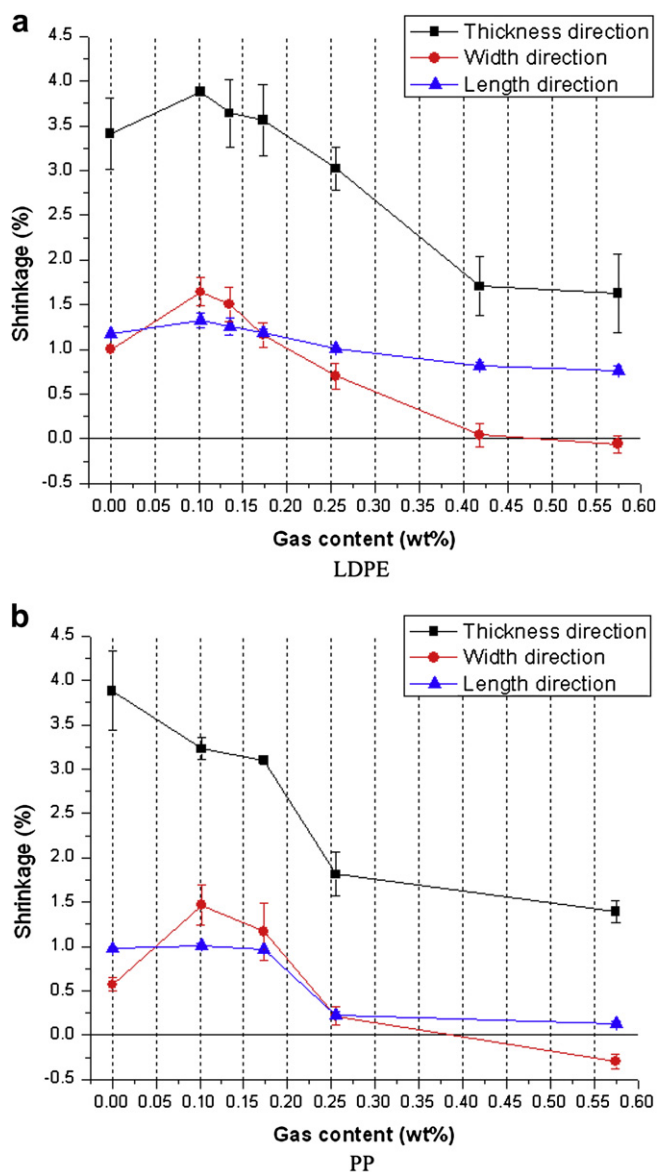 a
Thickness direction
Width direction
Length direction
4.5
4.0
3.5
3.0
2.5
2.0
1.5
1.0
0.5
0.0
-0.5
Shrinkage (%)
0.00 0.05 0.10 0.15 0.20 0.25 0.30 0.35 0.40 0.45 0.50 0.55 0.60
Gas content (wt%)
LDPE
b
Thickness direction
Width direction
Length direction
4.5
4.0
3.5
3.0
2.5
2.0
1.5
1.0
0.5
0.0
-0.5
Shrinkage (%)
0.00 0.05 0.10 0.15 0.20 0.25 0.30 0.35 0.40 0.45 0.50 0.55 0.60
Gas content (wt%)
PP